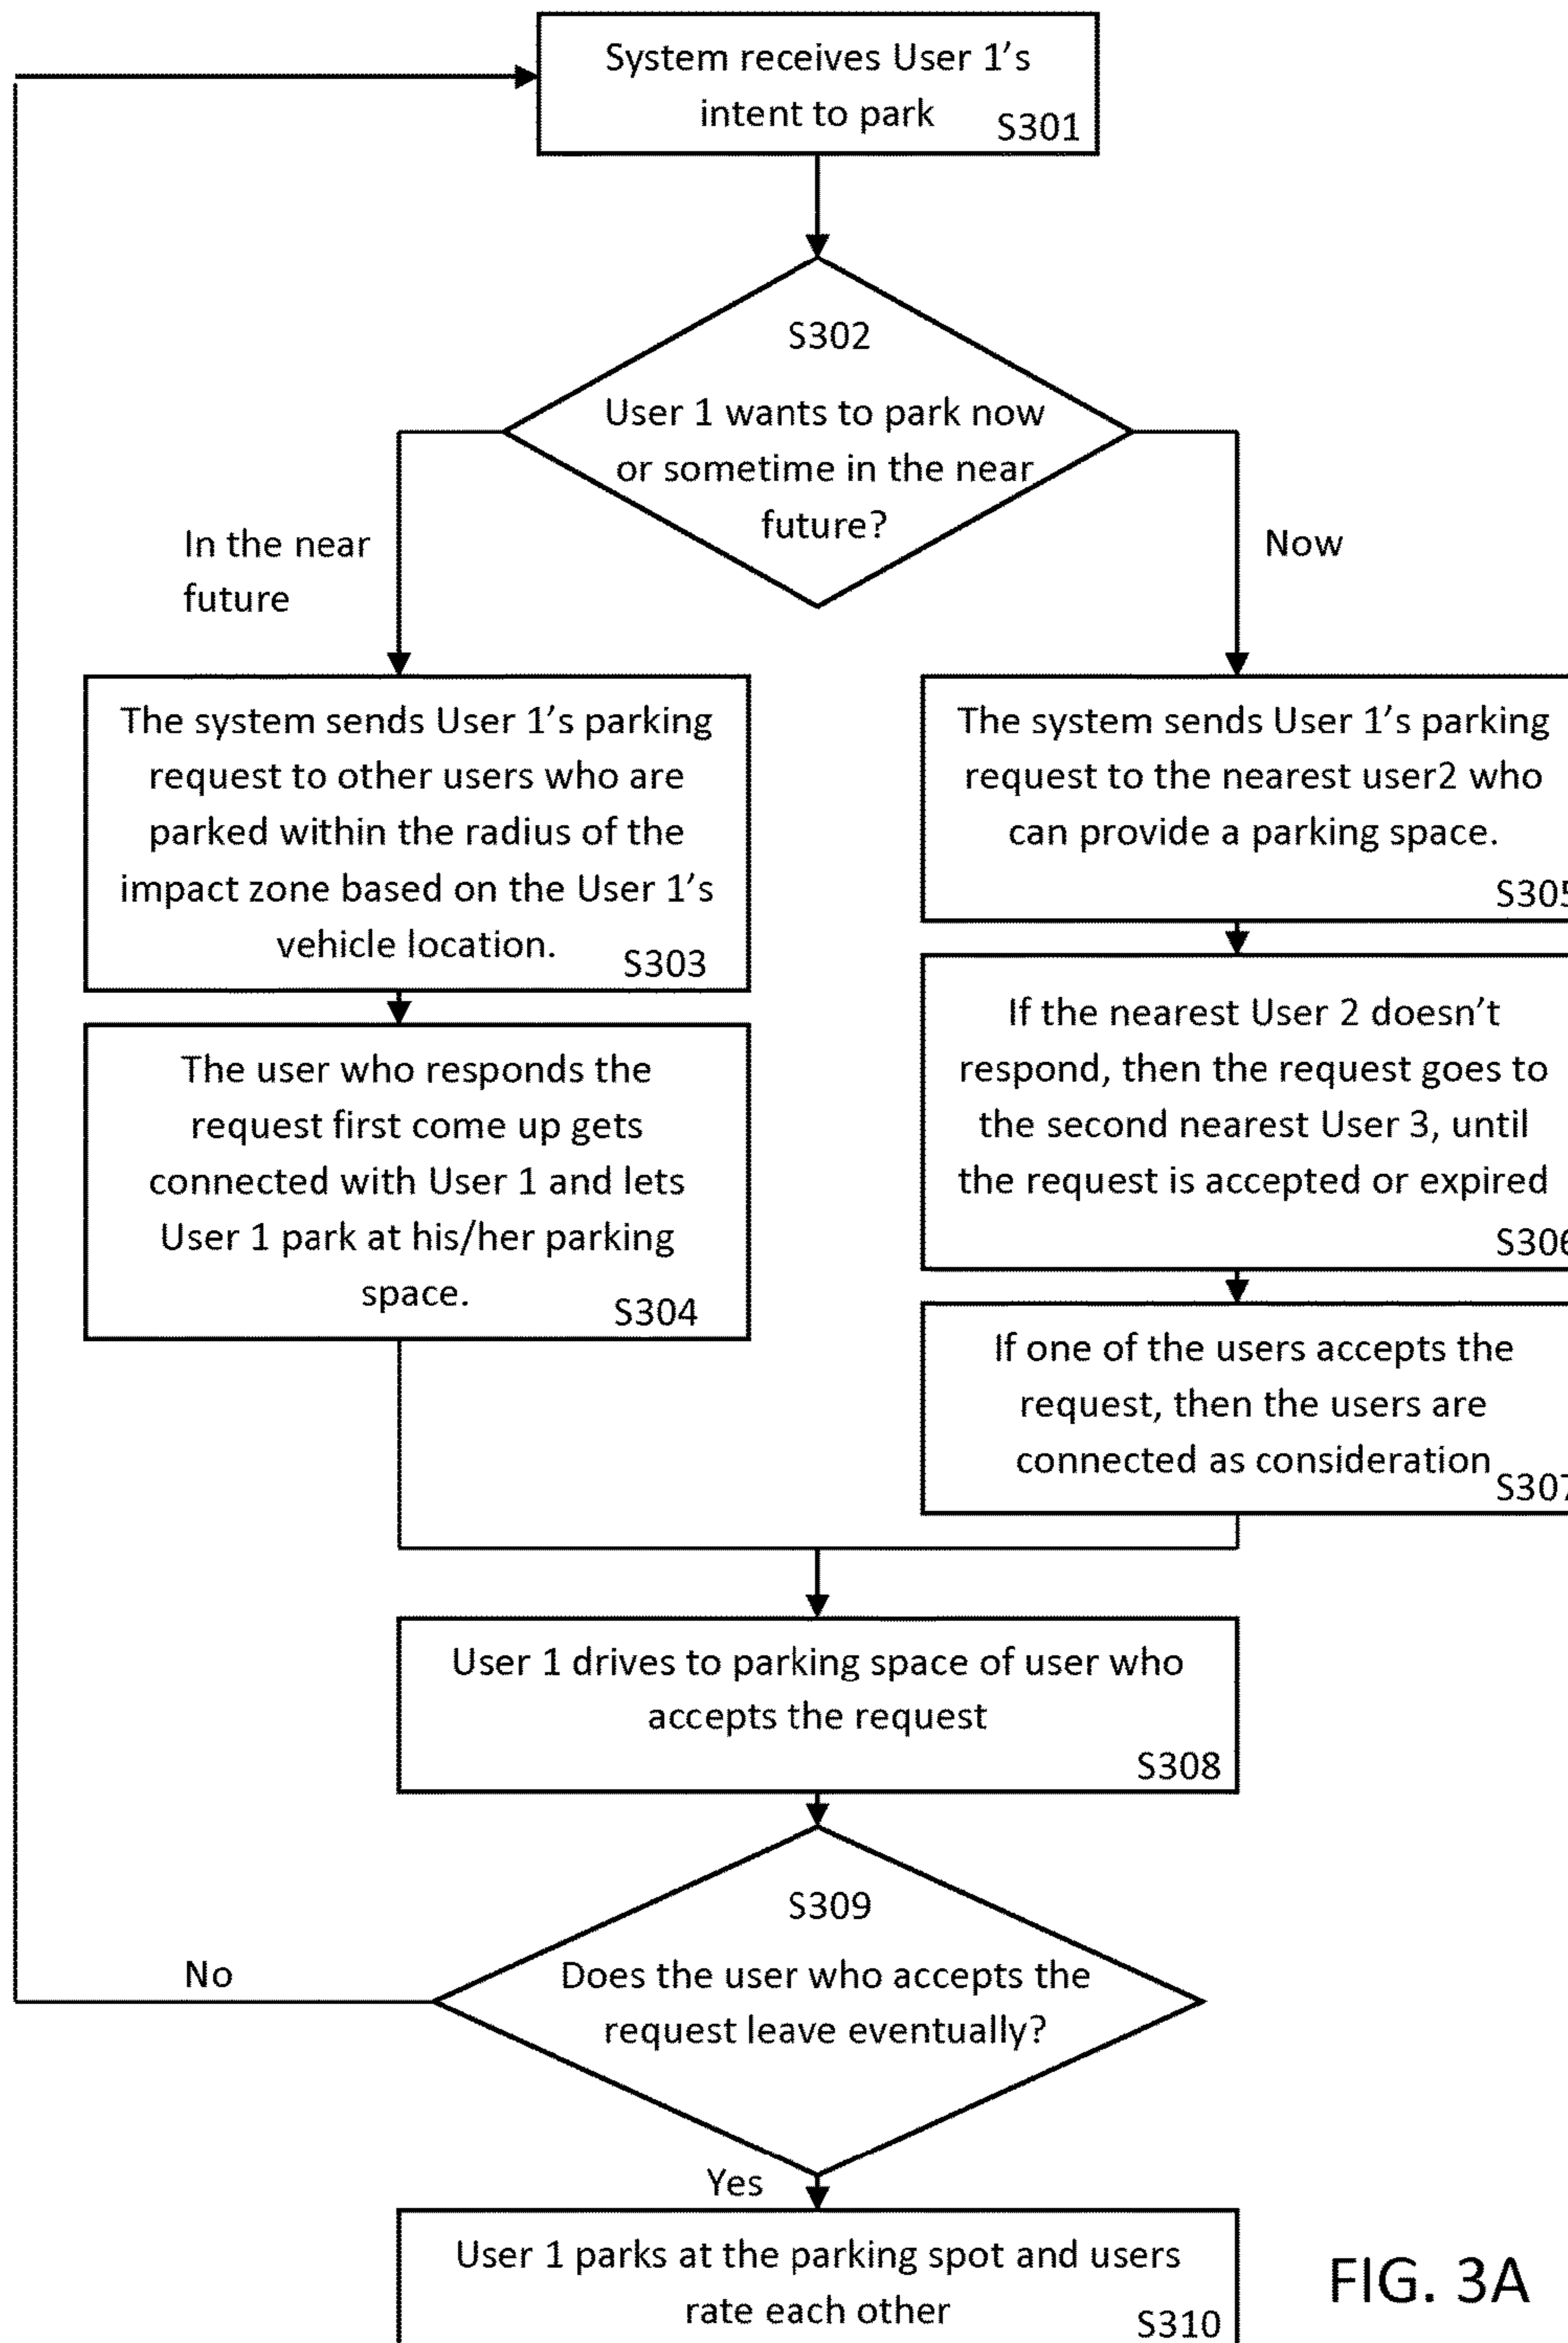 System receives User 1's
intent to park
S301
S302
User 1 wants to park now
or sometime in the near
future?
In the near
future
Now
The system sends User 1's parking
request to other users who are
parked within the radius of the
impact zone based on the User 1's
vehicle location.
S303
The user who responds the
request first come up gets
connected with User 1 and lets
User 1 park at his/her parking
space.
S304
The system sends User 1's parking
request to the nearest user2 who
can provide a parking space.
S305
If the nearest User 2 doesn't
respond, then the request goes to
the second nearest User 3, until
the request is accepted or expired
S306
If one of the users accepts the
request, then the users are
connected as consideration
S307
User 1 drives to parking space of user who
accepts the request
S308
S309
Does the user who accepts the
request leave eventually?
No
Yes
User 1 parks at the parking spot and users
rate each other
S310
FIG. 3A